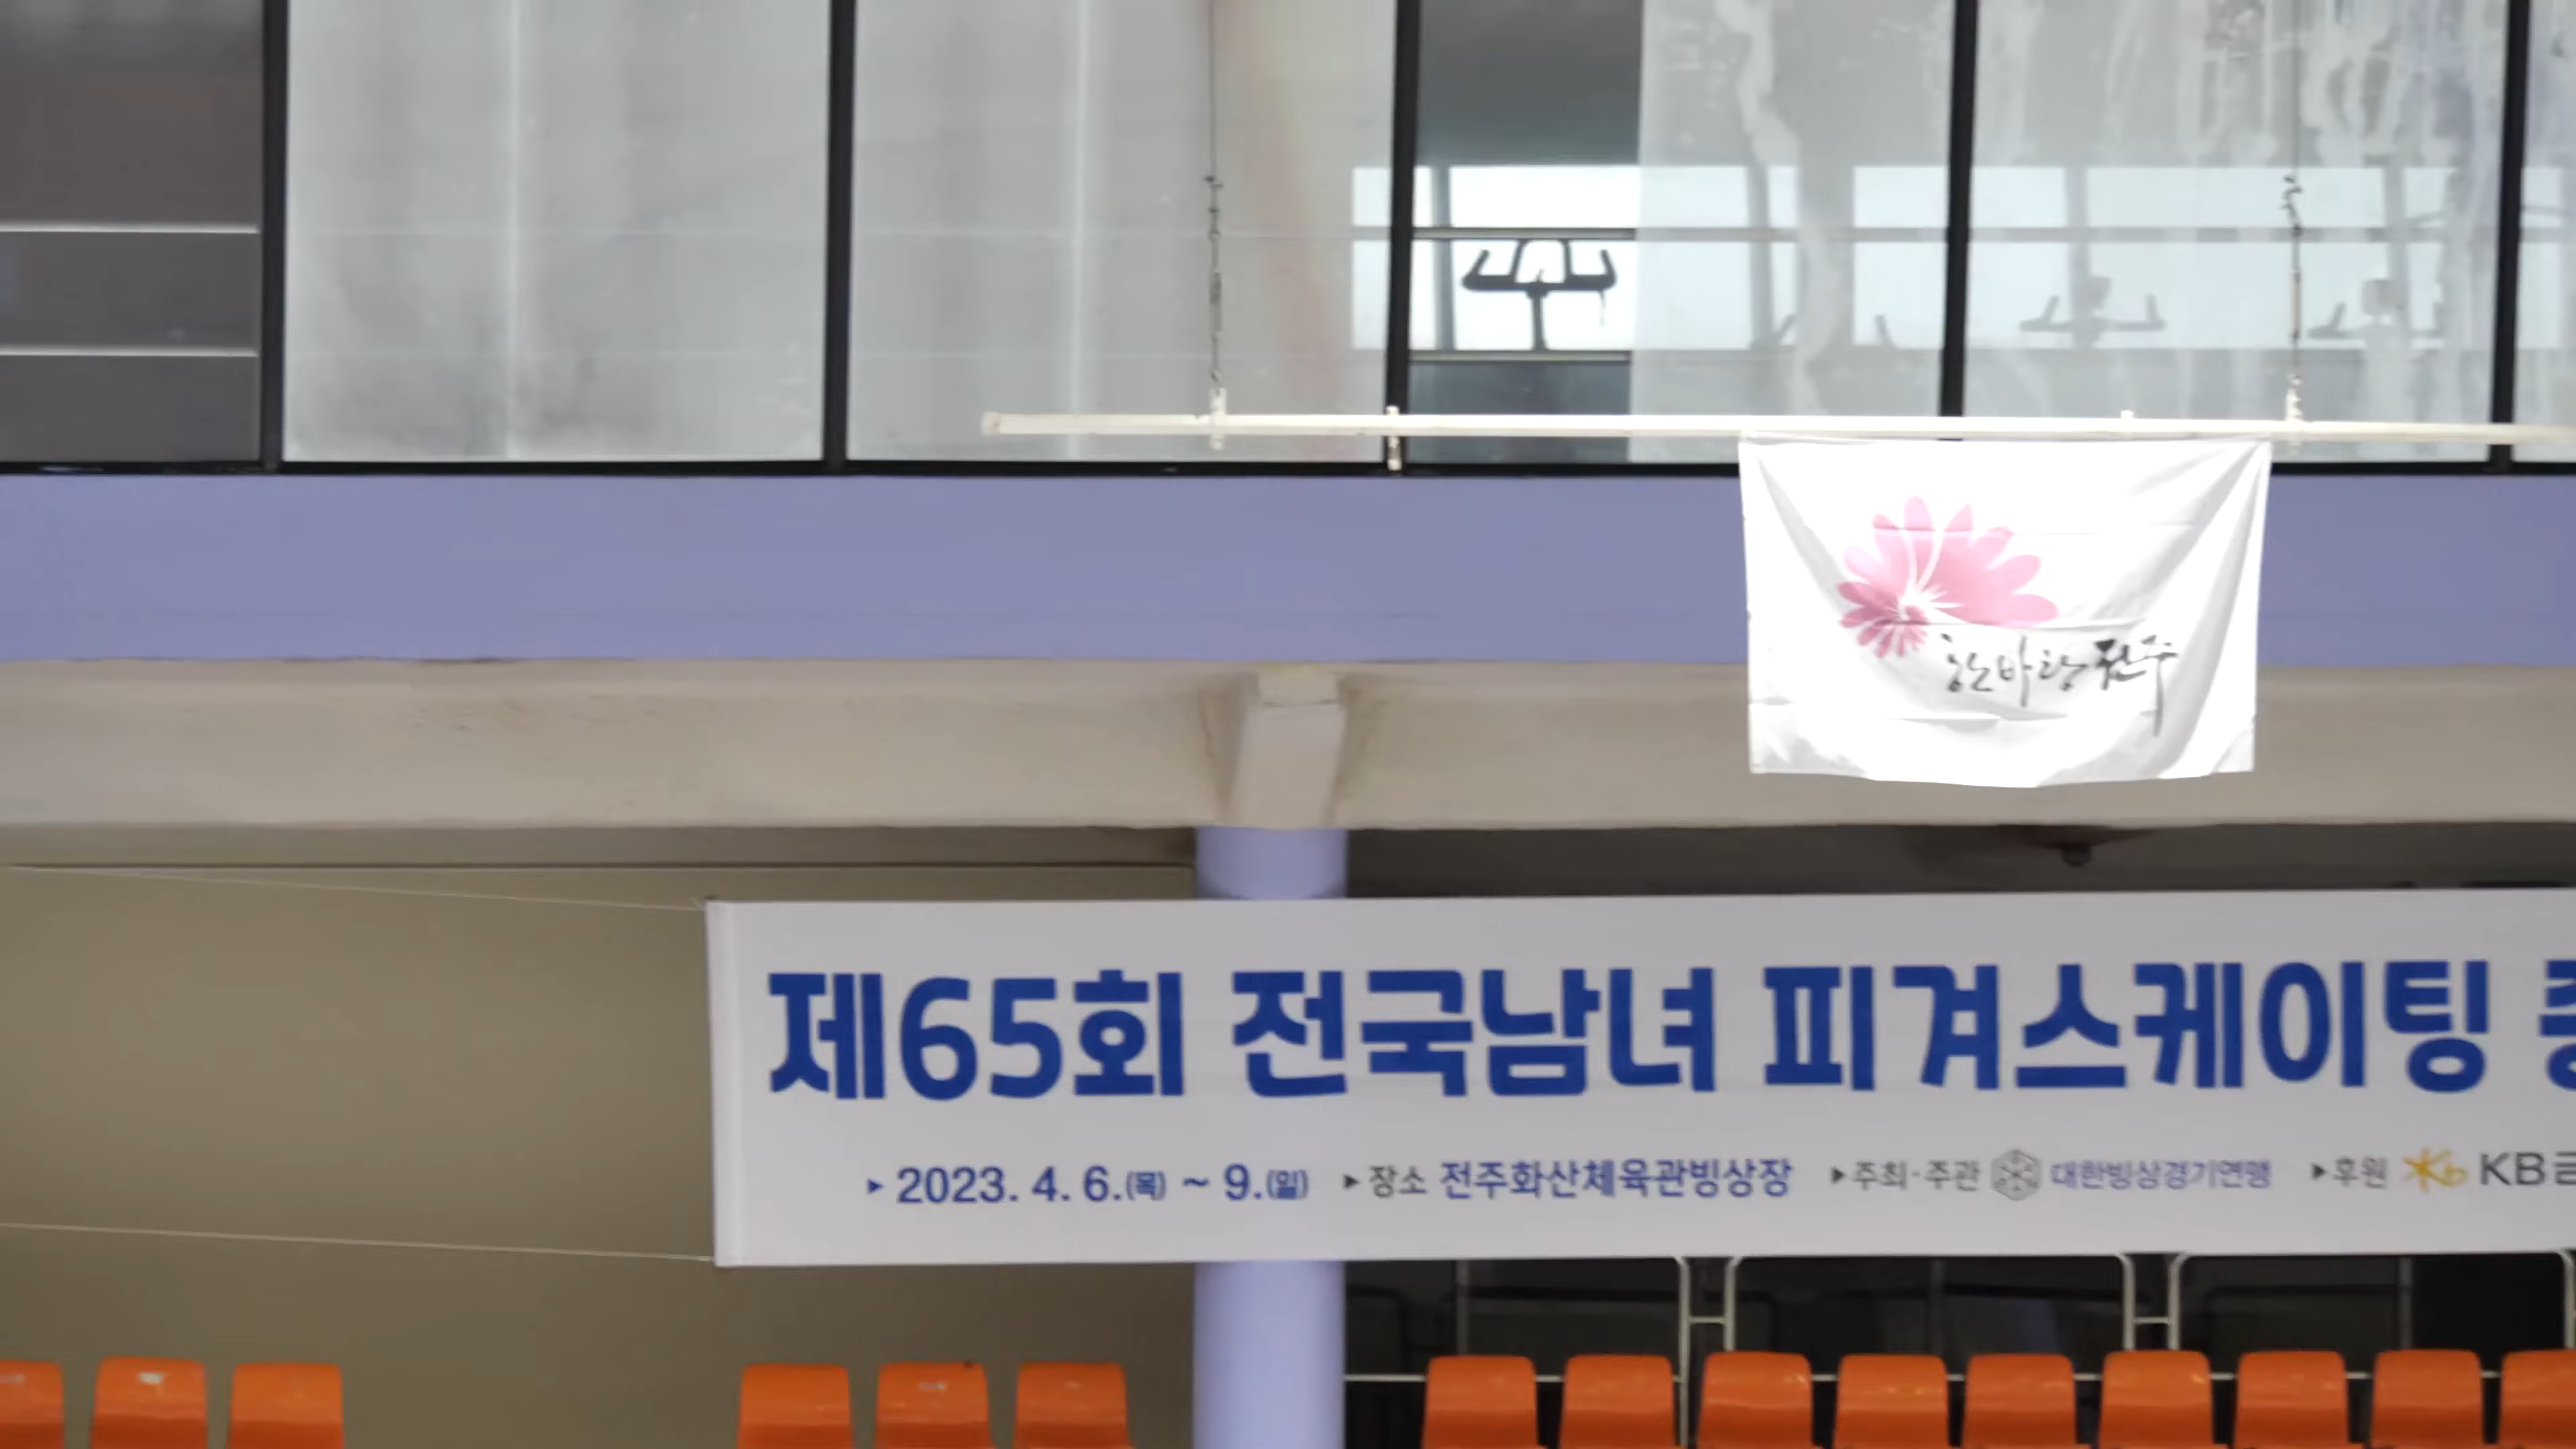 한바탕 전주
제65회 전국남녀 피겨스케이팅
▸ 2023. 4. 6.(목) ~ 9.(일) ▸ 장소 전주화산체육관빙상장 ▸ 주최·주관 대한빙상경기연맹 ▸ 후원 KB